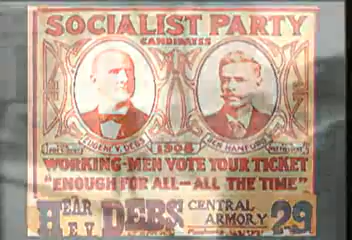 SOCIALIST PARTY
CANDIDATES
EUGENE V. DEBS BEN HANFORD
1904
WORKING-MEN VOTE YOUR TICKET
"ENOUGH FOR ALL—ALL THE TIME"
HEAR DEBS CENTRAL ARMORY 29